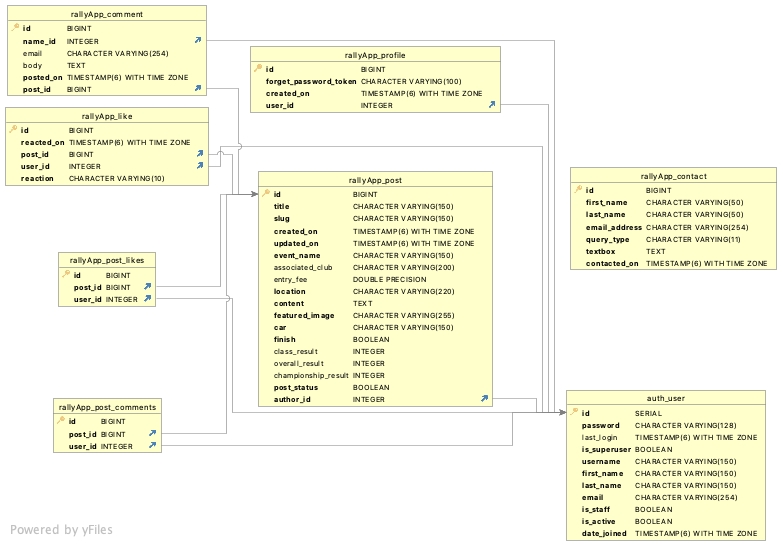 rallyApp_comment
id BIGINT
name_id INTEGER
email CHARACTER VARYING(254)
body TEXT
posted_on TIMESTAMP(6) WITH TIME ZONE
post_id BIGINT
rallyApp_profile
id BIGINT
forget_password_token CHARACTER VARYING(100)
created_on TIMESTAMP(6) WITH TIME ZONE
user_id INTEGER
rallyApp_like
id BIGINT
reacted_on TIMESTAMP(6) WITH TIME ZONE
post_id BIGINT
user_id INTEGER
reaction CHARACTER VARYING(10)
rallyApp_post
id BIGINT
title CHARACTER VARYING(150)
slug CHARACTER VARYING(150)
created_on TIMESTAMP(6) WITH TIME ZONE
updated_on TIMESTAMP(6) WITH TIME ZONE
event_name CHARACTER VARYING(150)
associated_club CHARACTER VARYING(200)
entry_fee DOUBLE PRECISION
location CHARACTER VARYING(220)
content TEXT
featured_image CHARACTER VARYING(255)
car CHARACTER VARYING(150)
finish BOOLEAN
class_result INTEGER
overall_result INTEGER
championship_result INTEGER
post_status BOOLEAN
author_id INTEGER
rallyApp_contact
id BIGINT
first_name CHARACTER VARYING(50)
last_name CHARACTER VARYING(50)
email_address CHARACTER VARYING(254)
query_type CHARACTER VARYING(11)
textbox TEXT
contacted_on TIMESTAMP(6) WITH TIME ZONE
rallyApp_post_likes
id BIGINT
post_id BIGINT
user_id INTEGER
rallyApp_post_comments
id BIGINT
post_id BIGINT
user_id INTEGER
auth_user
id SERIAL
password CHARACTER VARYING(128)
last_login TIMESTAMP(6) WITH TIME ZONE
is_superuser BOOLEAN
username CHARACTER VARYING(150)
first_name CHARACTER VARYING(150)
last_name CHARACTER VARYING(150)
email CHARACTER VARYING(254)
is_staff BOOLEAN
is_active BOOLEAN
date_joined TIMESTAMP(6) WITH TIME ZONE
Powered by yFiles